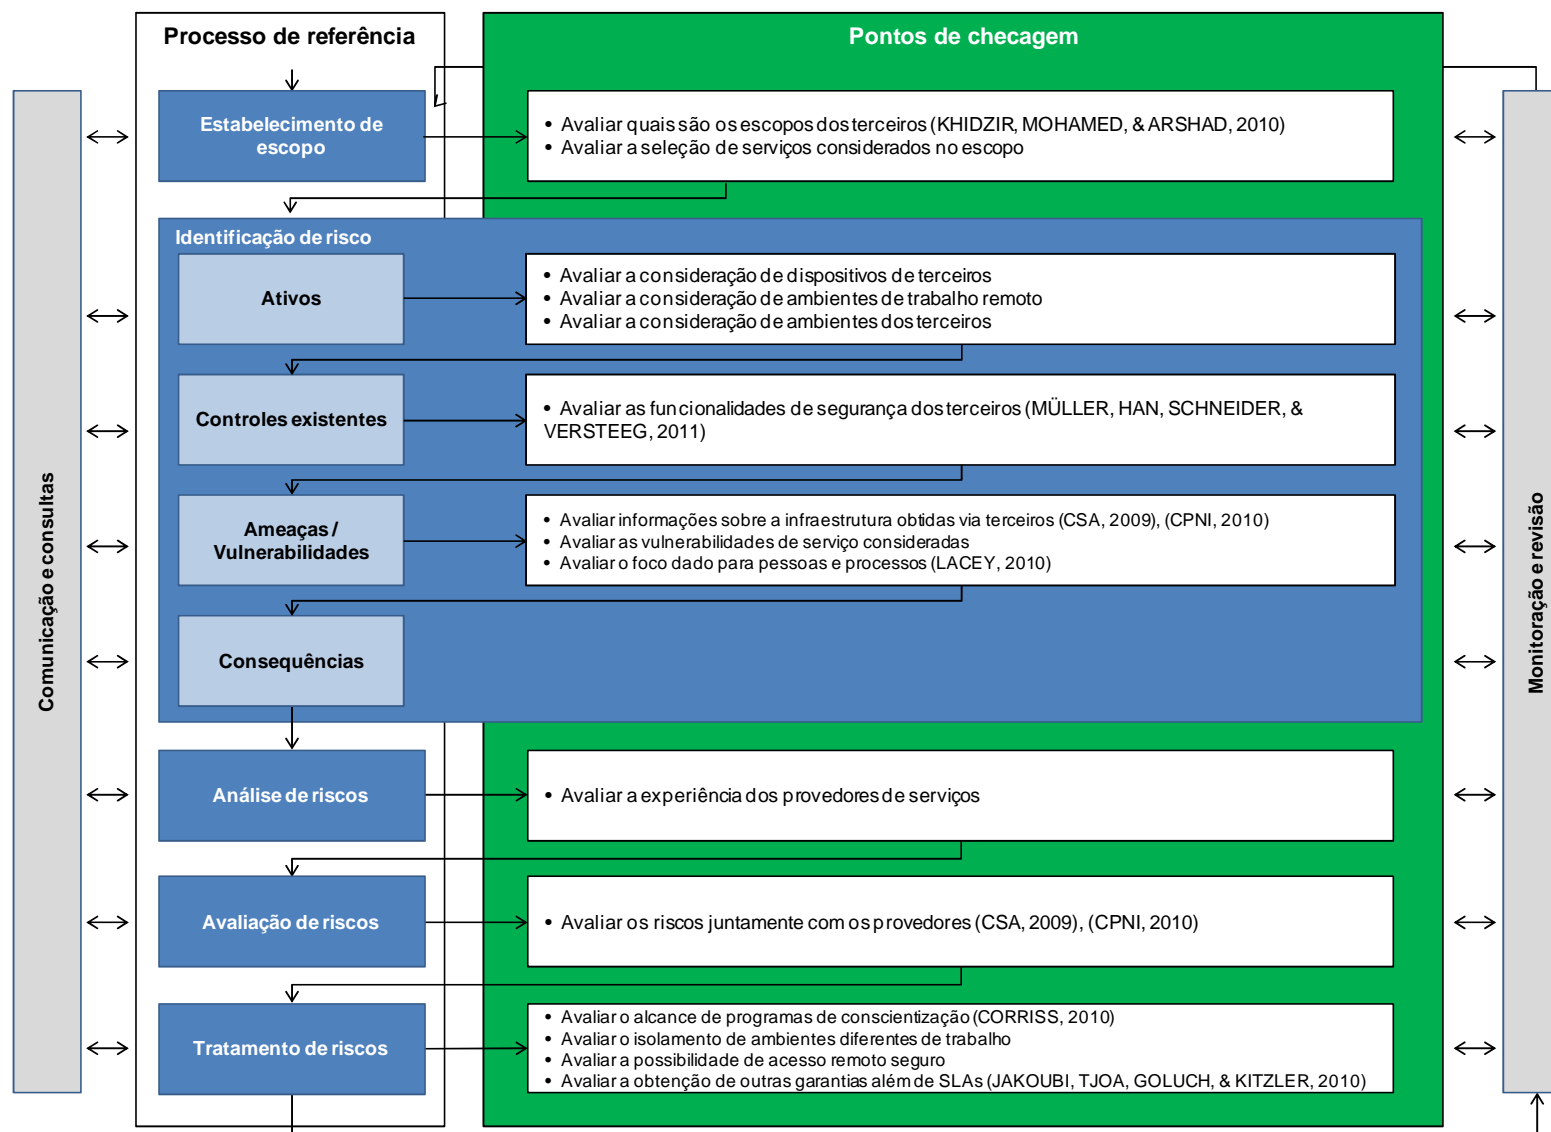 Processo de referência
Pontos de checagem
Estabelecimento de
escopo
• Avaliar quais são os escopos dos terceiros (KHIDZIR, MOHAMED, & ARSHAD, 2010)
• Avaliar a seleção de serviços considerados no escopo
Identificação de risco
Ativos
• Avaliar a consideração de dispositivos de terceiros
• Avaliar a consideração de ambientes de trabalho remoto
• Avaliar a consideração de ambientes dos terceiros
Controles existentes
• Avaliar as funcionalidades de segurança dos terceiros (MÜLLER, HAN, SCHNEIDER, &
VERSTEEG, 2011)
Ameaças /
Vulnerabilidades
• Avaliar informações sobre a infraestrutura obtidas via terceiros (CSA, 2009), (CPNI, 2010)
• Avaliar as vulnerabilidades de serviço consideradas
• Avaliar o foco dado para pessoas e processos (LACEY, 2010)
Consequências
Análise de riscos
• Avaliar a experiência dos provedores de serviços
Avaliação de riscos
• Avaliar os riscos juntamente com os provedores (CSA, 2009), (CPNI, 2010)
Tratamento de riscos
• Avaliar o alcance de programas de conscientização (CORRISS, 2010)
• Avaliar o isolamento de ambientes diferentes de trabalho
• Avaliar a possibilidade de acesso remoto seguro
• Avaliar a obtenção de outras garantias além de SLAs (JAKOUBI, TJOA, GOLUCH, & KITZLER, 2010)
Comunicação e consultas
Monitoração e revisão